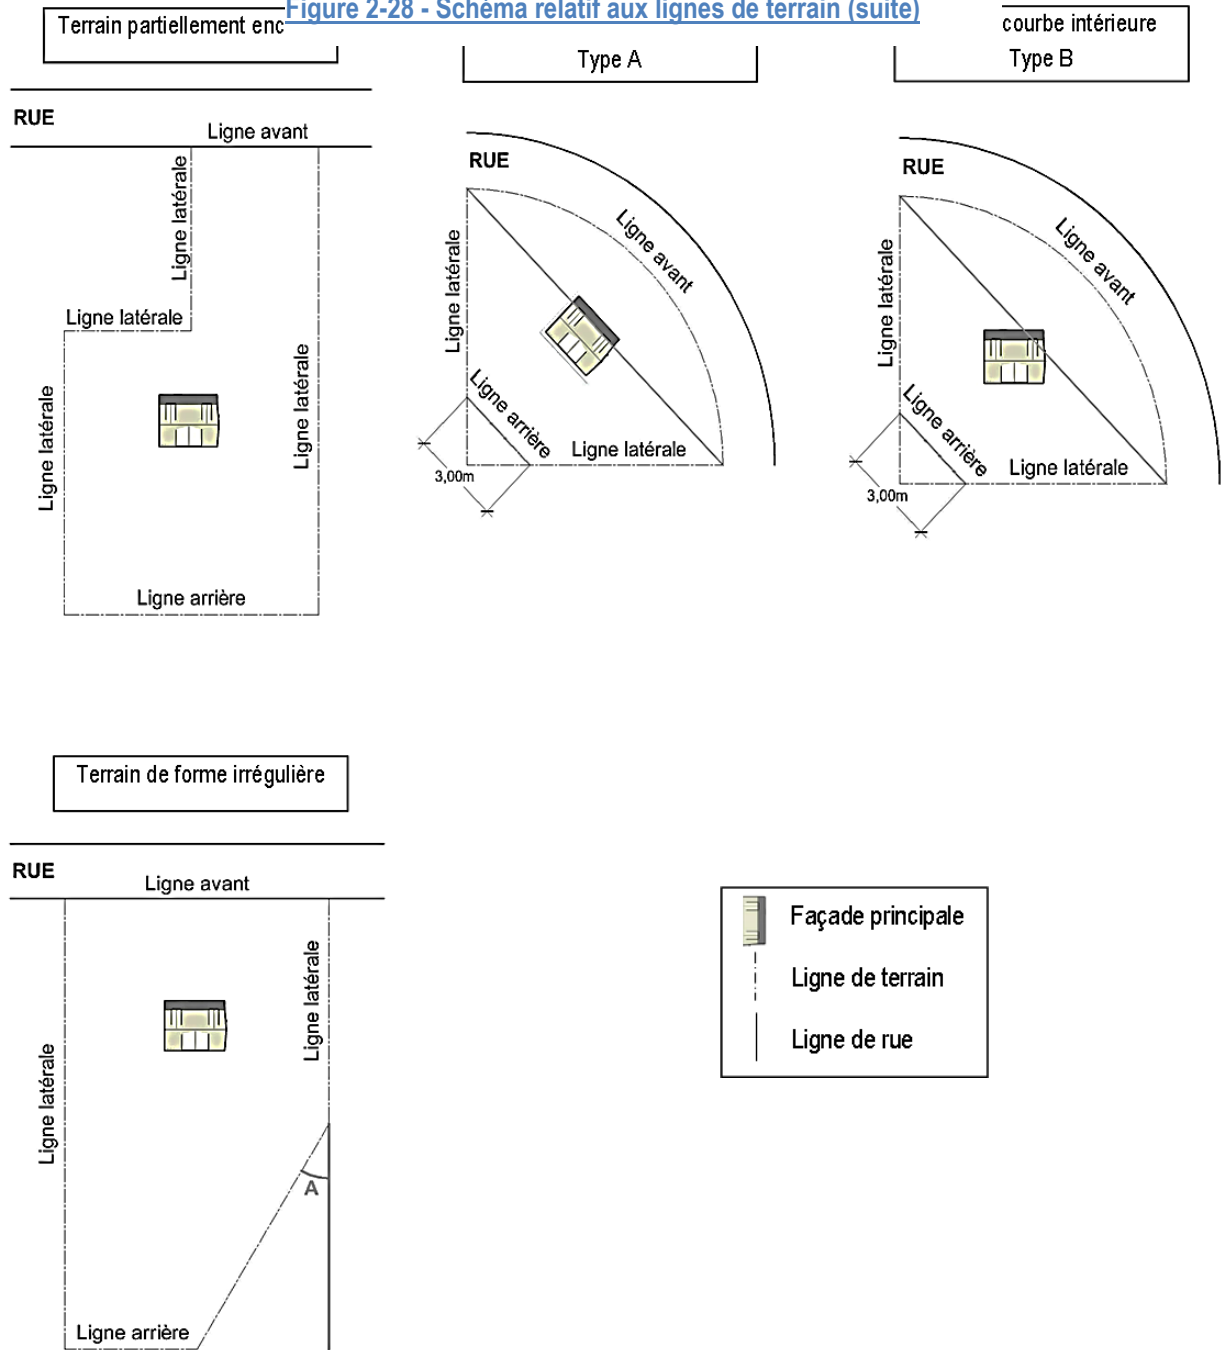 Figure 2-28 - Schéma relatif aux lignes de terrain (suite)
Terrain partiellement enc
Type A
courbe intérieure
Type B
RUE
Ligne avant
Ligne latérale
Ligne latérale
Ligne latérale
Ligne latérale
Ligne arrière
RUE
Ligne avant
Ligne latérale
Ligne arrière
Ligne latérale
3,00m
RUE
Ligne avant
Ligne latérale
Ligne arrière
Ligne latérale
3,00m
Terrain de forme irrégulière
RUE
Ligne avant
Ligne latérale
Ligne latérale
A
Ligne arrière
Façade principale
Ligne de terrain
Ligne de rue